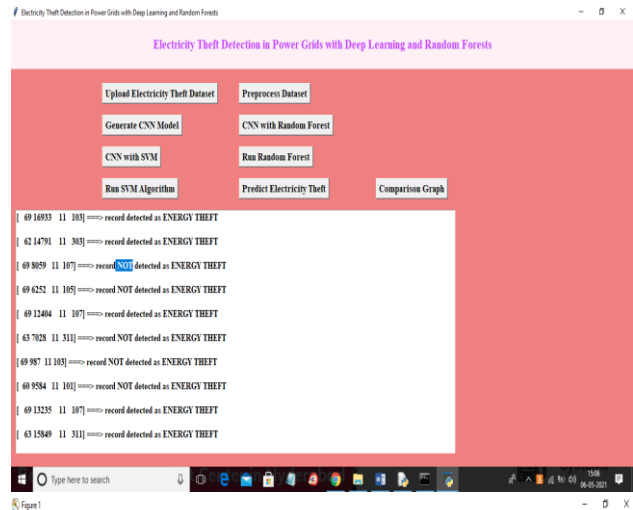 Electricity Theft Detection in Power Grids with Deep Learning and Random Forests
Electricity Theft Detection in Power Grids with Deep Learning and Random Forests
Upload Electricity Theft Dataset Preprocess Dataset
Generate CNN Model CNN with Random Forest
CNN with SVM Run Random Forest
Run SVM Algorithm Predict Electricity Theft Comparison Graph
[ 69 16933 11 103] ===> record detected as ENERGY THEFT
[ 62 14791 11 303] ===> record detected as ENERGY THEFT
[ 69 8059 11 107] ===> record NOT detected as ENERGY THEFT
[ 69 6252 11 105] ===> record NOT detected as ENERGY THEFT
[ 69 12404 11 107] ===> record detected as ENERGY THEFT
[ 63 7028 11 311] ===> record NOT detected as ENERGY THEFT
[ 69 987 11 103] ===> record NOT detected as ENERGY THEFT
[ 60 9584 11 101] ===> record NOT detected as ENERGY THEFT
[ 69 13235 11 107] ===> record detected as ENERGY THEFT
[ 63 15849 11 311] ===> record detected as ENERGY THEFT
Type here to search
15:06
06-05-2021
Figure 1